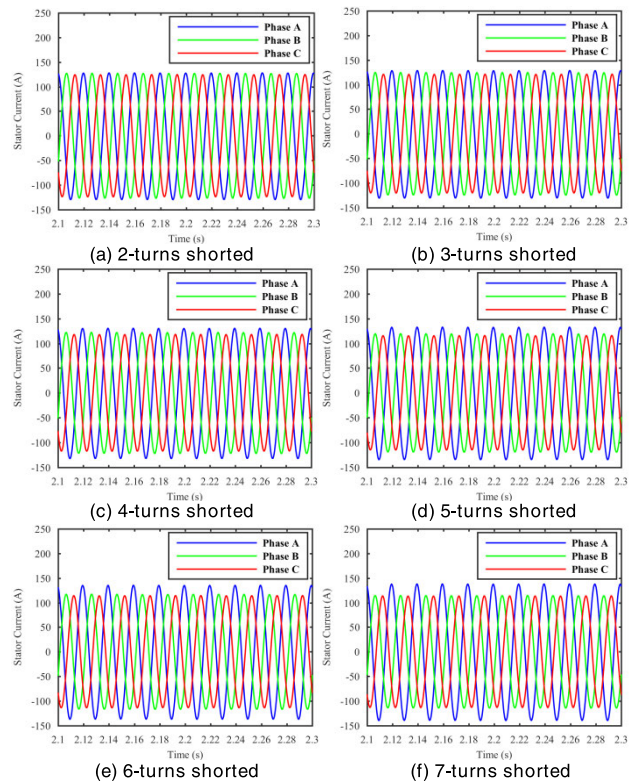 250
200
150
100
50
0
-50
-100
-150
Stator Current (A)
Phase A
Phase B
Phase C
2.1 2.12 2.14 2.16 2.18 2.2 2.22 2.24 2.26 2.28 2.3
Time (s)
(a) 2-turns shorted
250
200
150
100
50
0
-50
-100
-150
Stator Current (A)
Phase A
Phase B
Phase C
2.1 2.12 2.14 2.16 2.18 2.2 2.22 2.24 2.26 2.28 2.3
Time (s)
(b) 3-turns shorted
250
200
150
100
50
0
-50
-100
-150
Stator Current (A)
Phase A
Phase B
Phase C
2.1 2.12 2.14 2.16 2.18 2.2 2.22 2.24 2.26 2.28 2.3
Time (s)
(c) 4-turns shorted
250
200
150
100
50
0
-50
-100
-150
Stator Current (A)
Phase A
Phase B
Phase C
2.1 2.12 2.14 2.16 2.18 2.2 2.22 2.24 2.26 2.28 2.3
Time (s)
(d) 5-turns shorted
250
200
150
100
50
0
-50
-100
-150
Stator Current (A)
Phase A
Phase B
Phase C
2.1 2.12 2.14 2.16 2.18 2.2 2.22 2.24 2.26 2.28 2.3
Time (s)
(e) 6-turns shorted
250
200
150
100
50
0
-50
-100
-150
Stator Current (A)
Phase A
Phase B
Phase C
2.1 2.12 2.14 2.16 2.18 2.2 2.22 2.24 2.26 2.28 2.3
Time (s)
(f) 7-turns shorted